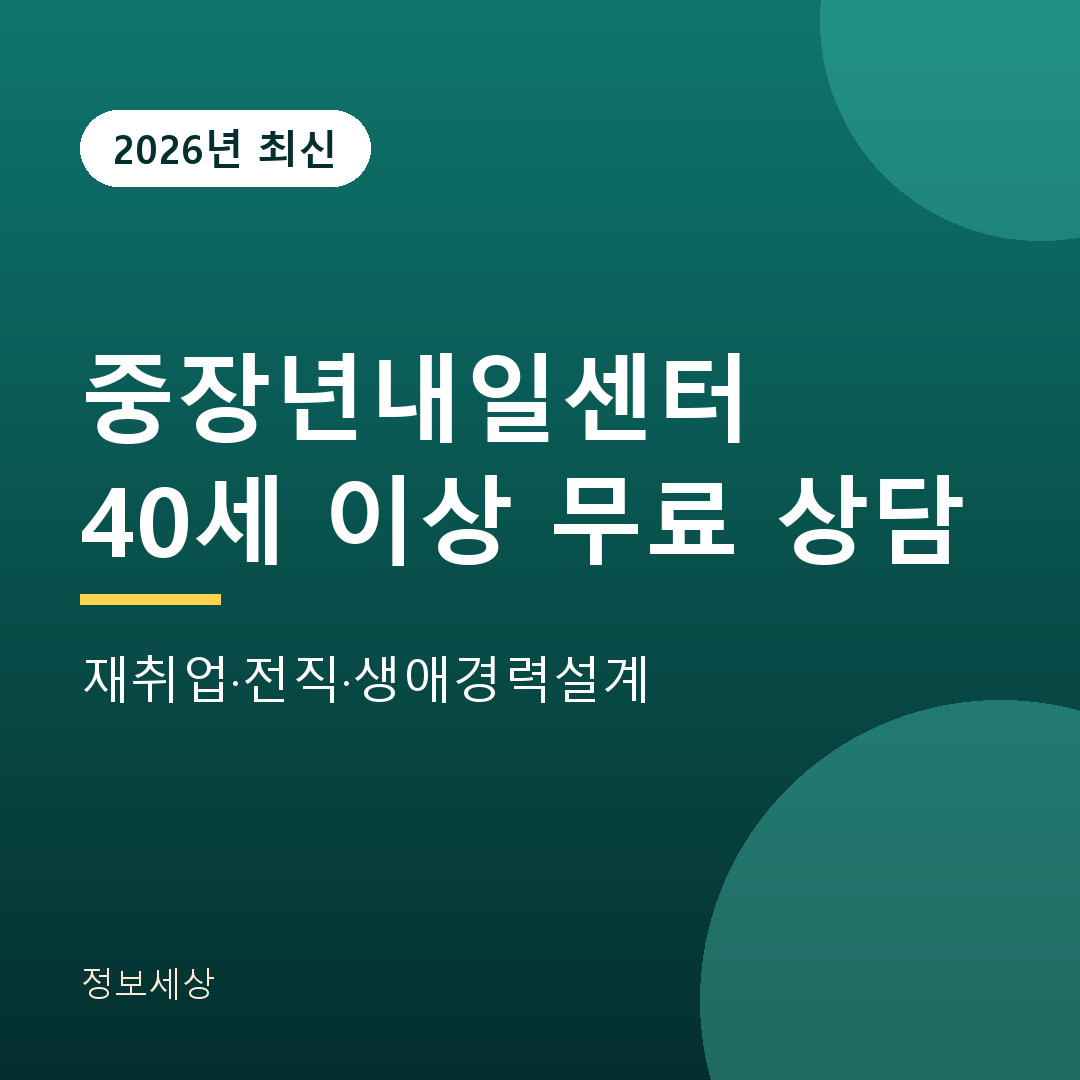 2026년 최신
중장년내일센터
40세 이상 무료 상담
재취업·전직·생애경력설계
정보세상